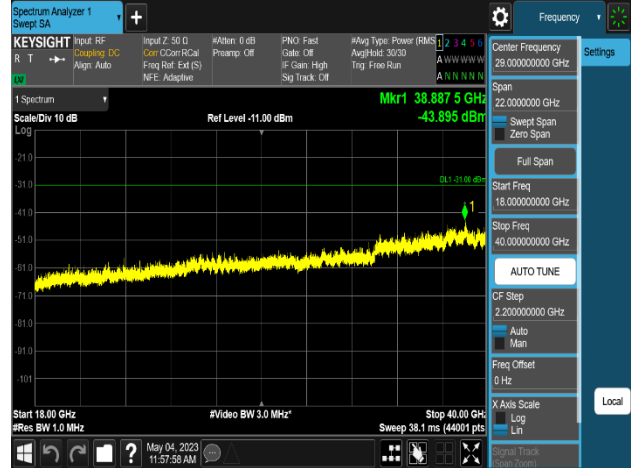 Spectrum Analyzer 1
Swept SA
+
Frequency
KEYSIGHT
R T
LW
Input: RF
Coupling: DC
Align: Auto
Input Z: 50 Ω
Corr CCorr RCal
Freq Ref: Ext (S)
NFE: Adaptive
#Atten: 0 dB
Preamp: Off
PNO: Fast
Gate: Off
IF Gain: High
Sig Track: Off
#Avg Type: Power (RMS
Avg|Hold: 30/30
Trig: Free Run
1 2 3 4 5 6
A W W W W W
A N N N N N
1 Spectrum
Scale/Div 10 dB
Ref Level -11.00 dBm
Mkr1 38.887 5 GHz
-43.895 dBm
Log
-21.0
-31.0
-41.0
-51.0
-61.0
-71.0
-81.0
-91.0
-101
DL1 -31.00 dBm
1
Start 18.00 GHz
#Res BW 1.0 MHz
#Video BW 3.0 MHz*
Stop 40.00 GHz
Sweep 38.1 ms (44001 pts
May 04, 2023
11:57:58 AM
?
Center Frequency
29.000000000 GHz
Span
22.0000000 GHz
Swept Span
Zero Span
Full Span
Start Freq
18.000000000 GHz
Stop Freq
40.000000000 GHz
AUTO TUNE
CF Step
2.200000000 GHz
Auto
Man
Freq Offset
0 Hz
X Axis Scale
Log
Lin
Signal Track
(Span Zoom)
Settings
Local